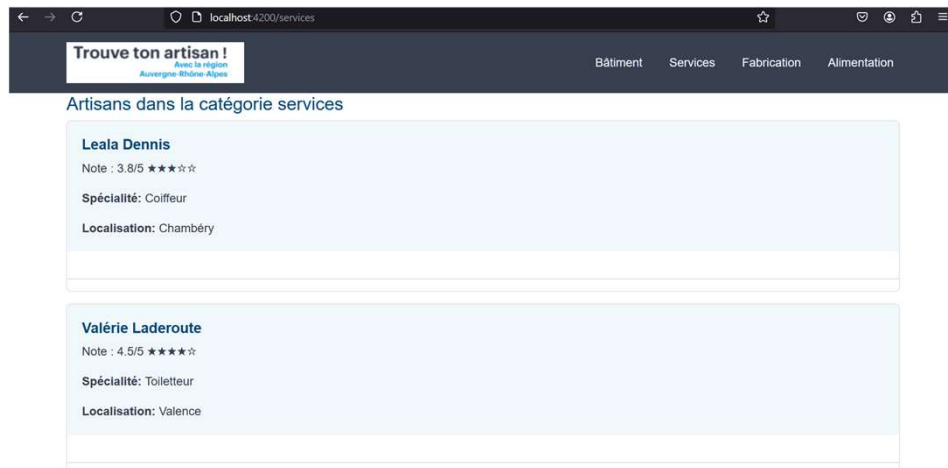 localhost:4200/services
Trouve ton artisan !
Avec la région
Auvergne-Rhône-Alpes
Bâtiment Services Fabrication Alimentation
Artisans dans la catégorie services
Leala Dennis
Note : 3.8/5 ★★★☆☆
Spécialité: Coiffeur
Localisation: Chambéry
Valérie Laderoute
Note : 4.5/5 ★★★★☆
Spécialité: Toiletteur
Localisation: Valence